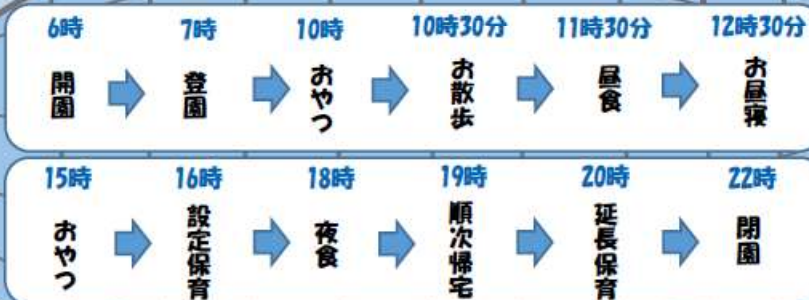 6時 7時 10時 10時30分 11時30分 12時30分
開園 登園 おやつ お散歩 昼食 お昼寝
15時 16時 18時 19時 20時 22時
おやつ 設定保育 夜食 順次帰宅 延長保育 閉園